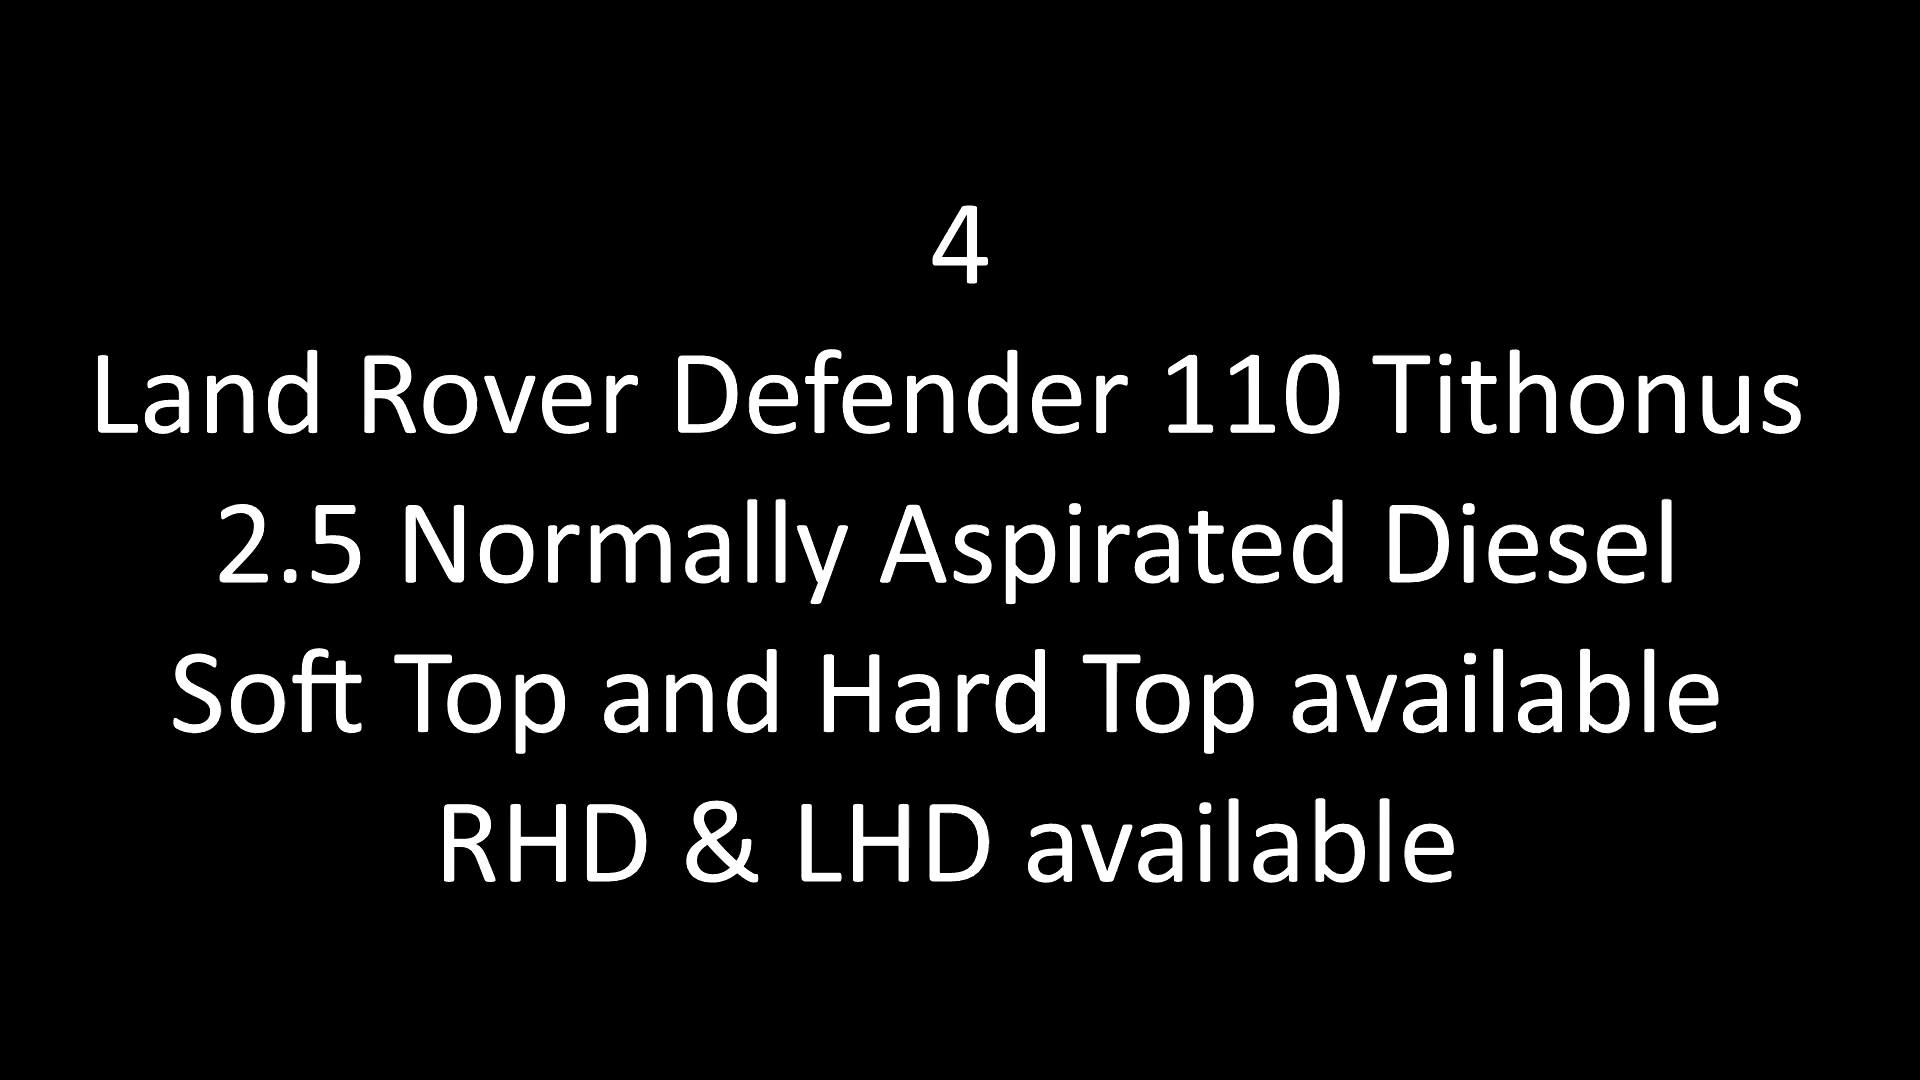 4
Land Rover Defender 110 Tithonus
2.5 Normally Aspirated Diesel
Soft Top and Hard Top available
RHD & LHD available